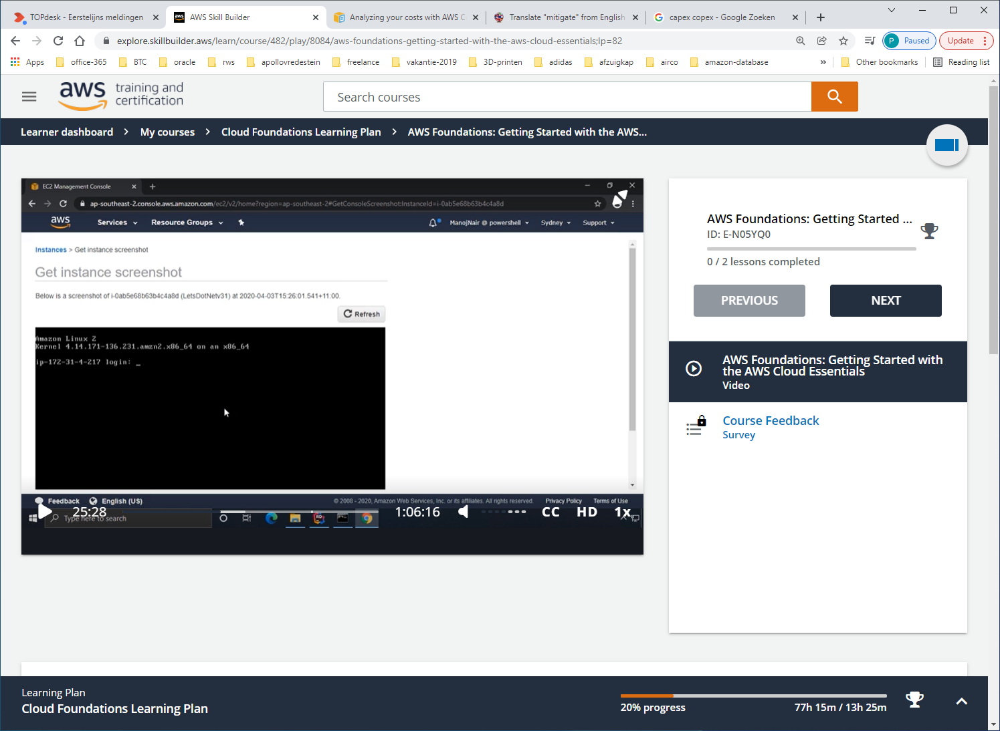 TOPdesk - Eerstelijns meldingen
AWS Skill Builder
Analyzing your costs with AWS C
Translate "mitigate" from English
capex copex - Google Zoeken
explore.skillbuilder.aws/learn/course/482/play/8084/aws-foundations-getting-started-with-the-aws-cloud-essentials;lp=82
P Paused
Update
Apps
office-365
BTC
oracle
rws
apollovredestein
freelance
vakantie-2019
3D-printen
adidas
afzuigkap
airco
amazon-database
»
Other bookmarks
Reading list
aws training and certification
Search courses
Learner dashboard > My courses > Cloud Foundations Learning Plan > AWS Foundations: Getting Started with the AWS...
EC2 Management Console
ap-southeast-2.console.aws.amazon.com/ec2/v2/home?region=ap-southeast-2#GetConsoleScreenshot:InstanceId=i-0ab5e68b63b4c4a8d
aws
Services
Resource Groups
ManojNair @ powershell
Sydney
Support
Instances > Get instance screenshot
Get instance screenshot
Below is a screenshot of i-0ab5e68b63b4c4a8d (LetsDotNetv31) at 2020-04-03T15:26:01.541+11:00.
Refresh
Amazon Linux 2
Kernel 4.14.171-136.231.amzn2.x86_64 on an x86_64
ip-172-31-4-217 login: _
Feedback
English (US)
© 2008 - 2020, Amazon Web Services, Inc. or its affiliates. All rights reserved.
Privacy Policy
Terms of Use
Type here to search
25:28
1:06:16
CC
HD
1x
AWS Foundations: Getting Started ...
ID: E-N05YQ0
0 / 2 lessons completed
PREVIOUS
NEXT
AWS Foundations: Getting Started with
the AWS Cloud Essentials
Video
Course Feedback
Survey
Learning Plan
Cloud Foundations Learning Plan
20% progress
77h 15m / 13h 25m